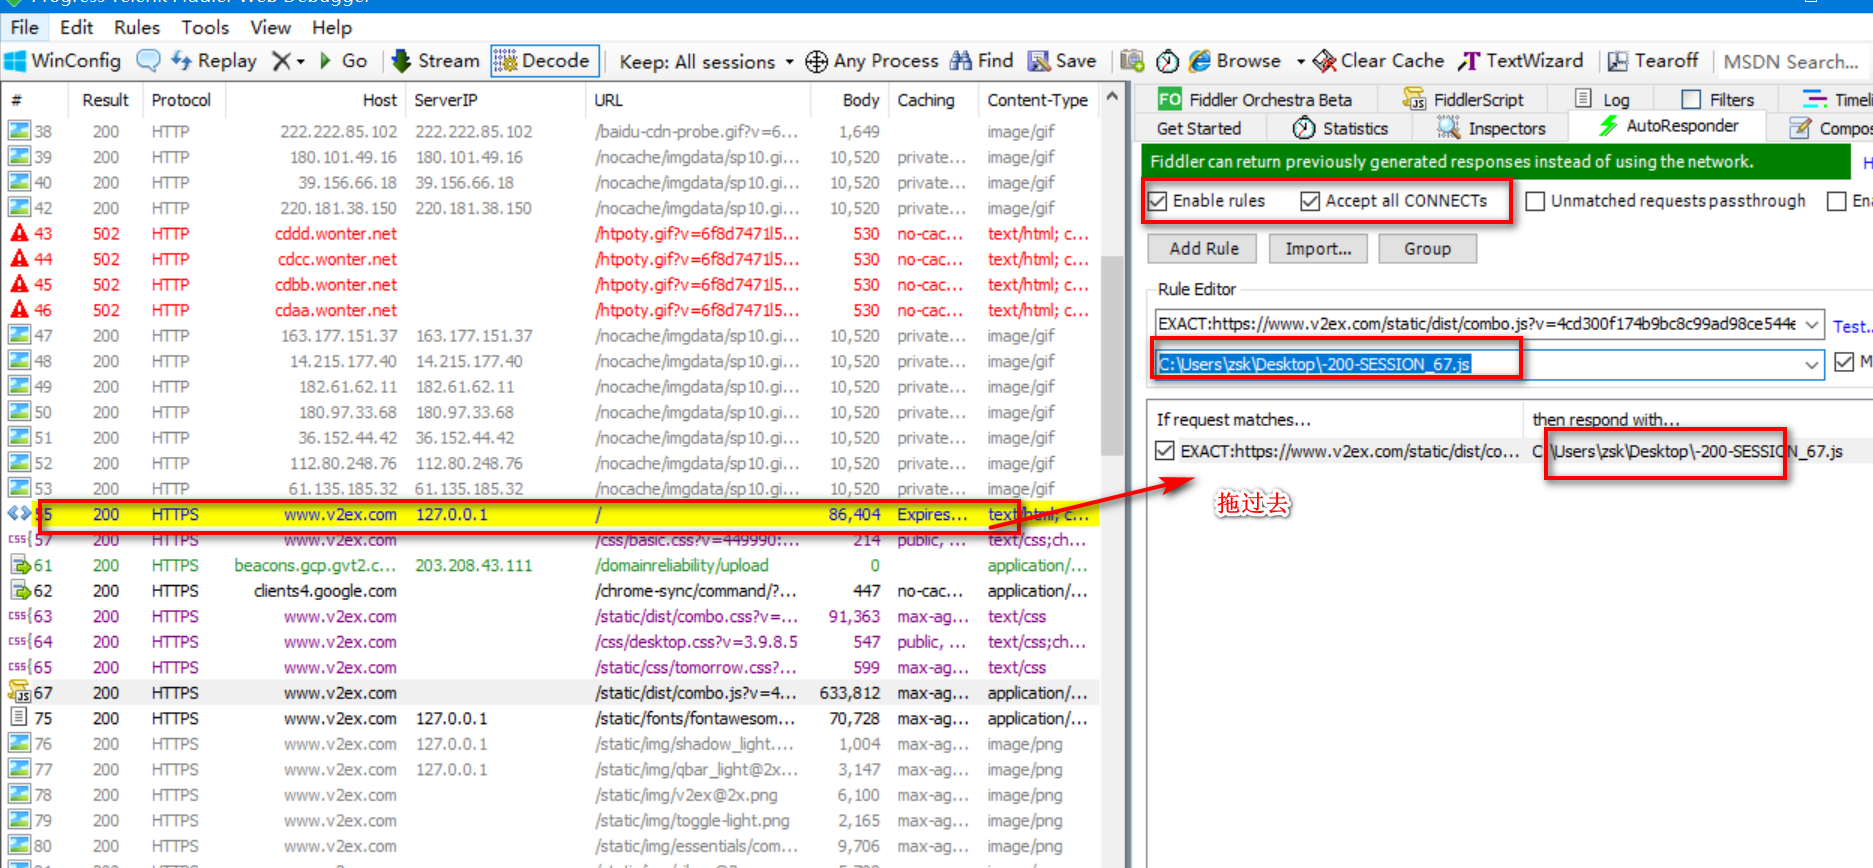 Progress Telerik Fiddler Web Debugger
File Edit Rules Tools View Help
WinConfig Replay Go Stream Decode Keep: All sessions Any Process Find Save Browse Clear Cache TextWizard Tearoff MSDN Search...
# Result Protocol Host ServerIP URL Body Caching Content-Type
38 200 HTTP 222.222.85.102 222.222.85.102 /baidu-cdn-probe.gif?v=6... 1,649 image/gif
39 200 HTTP 180.101.49.16 180.101.49.16 /nocache/imgdata/sp10.gi... 10,520 private... image/gif
40 200 HTTP 39.156.66.18 39.156.66.18 /nocache/imgdata/sp10.gi... 10,520 private... image/gif
42 200 HTTP 220.181.38.150 220.181.38.150 /nocache/imgdata/sp10.gi... 10,520 private... image/gif
43 502 HTTP cddd.wonter.net /htpoty.gif?v=6f8d7471l5... 530 no-cac... text/html; c...
44 502 HTTP cdcc.wonter.net /htpoty.gif?v=6f8d7471l5... 530 no-cac... text/html; c...
45 502 HTTP cdbb.wonter.net /htpoty.gif?v=6f8d7471l5... 530 no-cac... text/html; c...
46 502 HTTP cdaa.wonter.net /htpoty.gif?v=6f8d7471l5... 530 no-cac... text/html; c...
47 200 HTTP 163.177.151.37 163.177.151.37 /nocache/imgdata/sp10.gi... 10,520 private... image/gif
48 200 HTTP 14.215.177.40 14.215.177.40 /nocache/imgdata/sp10.gi... 10,520 private... image/gif
49 200 HTTP 182.61.62.11 182.61.62.11 /nocache/imgdata/sp10.gi... 10,520 private... image/gif
50 200 HTTP 180.97.33.68 180.97.33.68 /nocache/imgdata/sp10.gi... 10,520 private... image/gif
51 200 HTTP 36.152.44.42 36.152.44.42 /nocache/imgdata/sp10.gi... 10,520 private... image/gif
52 200 HTTP 112.80.248.76 112.80.248.76 /nocache/imgdata/sp10.gi... 10,520 private... image/gif
53 200 HTTP 61.135.185.32 61.135.185.32 /nocache/imgdata/sp10.gi... 10,520 private... image/gif
55 200 HTTPS www.v2ex.com 127.0.0.1 / 86,404 Expires... text/html; c...
57 200 HTTPS www.v2ex.com /css/basic.css?v=449990:... 214 public, ... text/css;ch...
61 200 HTTPS beacons.gcp.gvt2.c... 203.208.43.111 /domainreliability/upload 0 application/...
62 200 HTTPS clients4.google.com /chrome-sync/command/?... 447 no-cac... application/...
63 200 HTTPS www.v2ex.com /static/dist/combo.css?v=... 91,363 max-ag... text/css
64 200 HTTPS www.v2ex.com /css/desktop.css?v=3.9.8.5 547 public, ... text/css;ch...
65 200 HTTPS www.v2ex.com /static/css/tomorrow.css?... 599 max-ag... text/css
67 200 HTTPS www.v2ex.com /static/dist/combo.js?v=4... 633,812 max-ag... application/...
75 200 HTTPS www.v2ex.com 127.0.0.1 /static/fonts/fontawesom... 70,728 max-ag... application/...
76 200 HTTPS www.v2ex.com 127.0.0.1 /static/img/shadow_light.... 1,004 max-ag... image/png
77 200 HTTPS www.v2ex.com 127.0.0.1 /static/img/qbar_light@2x... 3,147 max-ag... image/png
78 200 HTTPS www.v2ex.com /static/img/v2ex@2x.png 6,100 max-ag... image/png
79 200 HTTPS www.v2ex.com /static/img/toggle-light.png 2,165 max-ag... image/png
80 200 HTTPS www.v2ex.com /static/img/essentials/com... 9,706 max-ag... image/png
FO Fiddler Orchestra Beta FiddlerScript Log Filters Timeli
Get Started Statistics Inspectors AutoResponder Compos
Fiddler can return previously generated responses instead of using the network. H
Enable rules Accept all CONNECTs Unmatched requests passthrough Ena
Add Rule Import... Group
Rule Editor
EXACT:https://www.v2ex.com/static/dist/combo.js?v=4cd300f174b9bc8c99ad98ce544e Test..
C:\Users\zsk\Desktop\-200-SESSION_67.js M
If request matches... then respond with...
EXACT:https://www.v2ex.com/static/dist/co... C:\Users\zsk\Desktop\-200-SESSION_67.js
拖过去